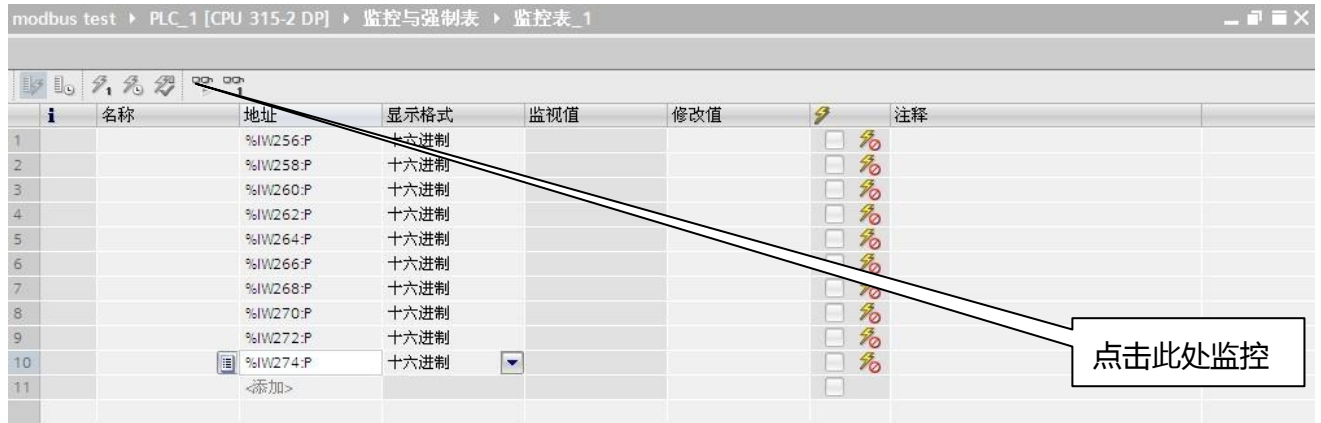 modbus test ▸ PLC_1 [CPU 315-2 DP] ▸ 监控与强制表 ▸ 监控表_1
i 名称 地址 显示格式 监视值 修改值 注释
1 %IW256:P 十六进制
2 %IW258:P 十六进制
3 %IW260:P 十六进制
4 %IW262:P 十六进制
5 %IW264:P 十六进制
6 %IW266:P 十六进制
7 %IW268:P 十六进制
8 %IW270:P 十六进制
9 %IW272:P 十六进制
10 %IW274:P 十六进制
11 <添加>
点击此处监控